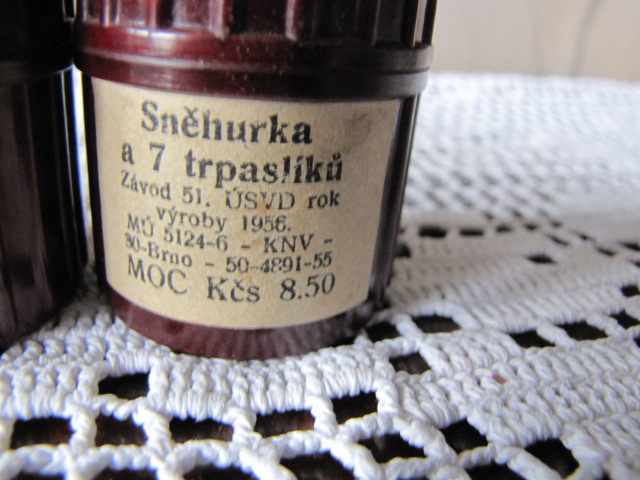 Sněhurka
a 7 trpaslíků
Závod 51. ÚSVD rok
výroby 1956.
MÚ 5124-6 - KNV -
30-Brno - 50-4891-55
MOC Kčs 8.50